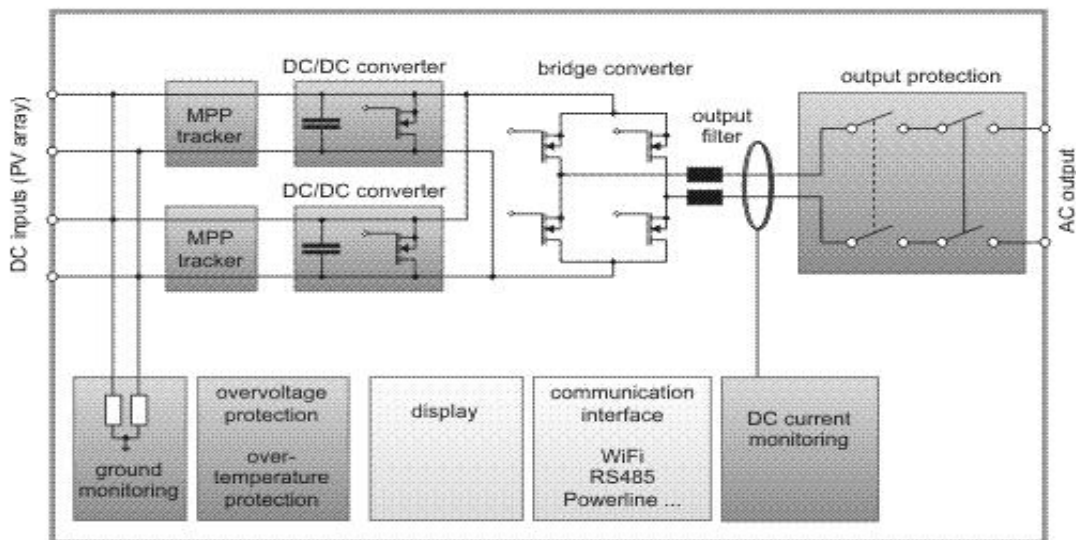 DC/DC converter
bridge converter
output protection
MPP
tracker
output
filter
DC inputs (PV array)
DC/DC converter
MPP
tracker
AC output
ground
monitoring
overvoltage
protection
over-
temperature
protection
display
communication
interface
WiFi
RS485
Powerline ...
DC current
monitoring